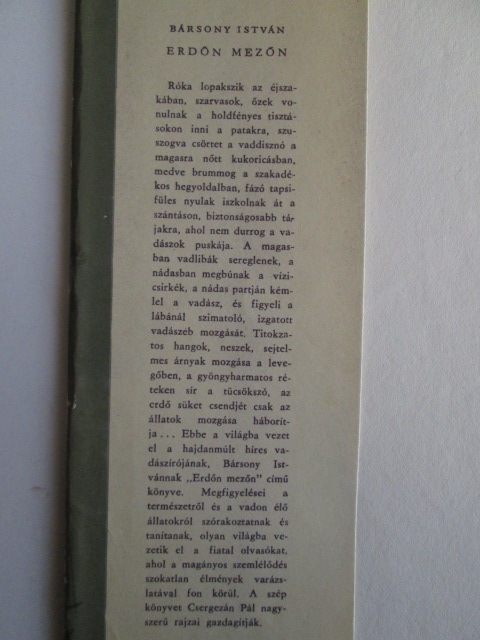 BÁRSONY ISTVÁN
ERDŐN MEZŐN
Róka lopakszik az éjsza-
kában, szarvasok, őzek vo-
nulnak a holdfényes tisztá-
sokon inni a patakra, szu-
szogva csörtet a vaddisznó a
magasra nőtt kukoricásban,
medve brummog a szakadé-
kos hegyoldalban, fázó tapsi-
füles nyulak iszkolnak át a
szántáson, biztonságosabb tá-
jakra, ahol nem durrog a va-
dászok puskája. A magas-
ban vadlibák sereglenek, a
nádasban megbúnak a vízi-
csirkék, a nádas partján kém-
lel a vadász, és figyeli a
lábánál szimatoló, izgatott
vadászeb mozgását. Titokza-
tos hangok, neszek, sejtel-
mes árnyak mozgása a leve-
gőben, a gyöngyharmatos ré-
teken sír a tücsökszó, az
erdő süket csendjét csak az
állatok mozgása háborít-
ja... Ebbe a világba vezet
el a hajdanmúlt híres va-
dászírójának, Bársony Ist-
vánnak „Erdőn mezőn" című
könyve. Megfigyelései a
természetről és a vadon élő
állatokról szórakoztatnak és
tanítanak, olyan világba ve-
zetik el a fiatal olvasókat,
ahol a magányos szemlélődés
szokatlan élmények varázs-
latával fon körül. A szép
könyvet Csergezán Pál nagy-
szerű rajzai gazdagítják.